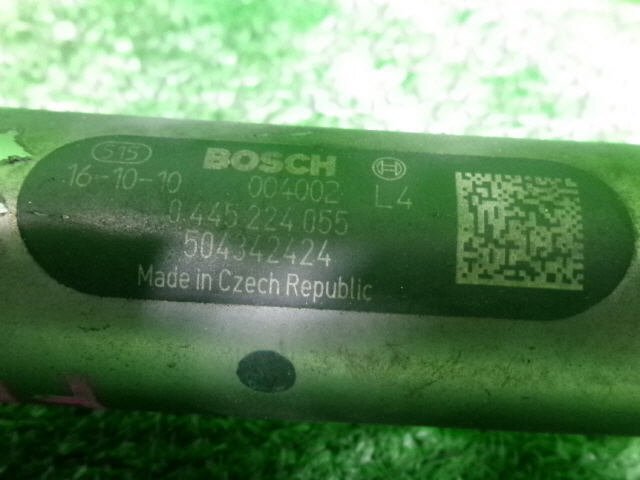 515
BOSCH
16-10-10 004002 L4
0 445 224 055
504342424
Made in Czech Republic